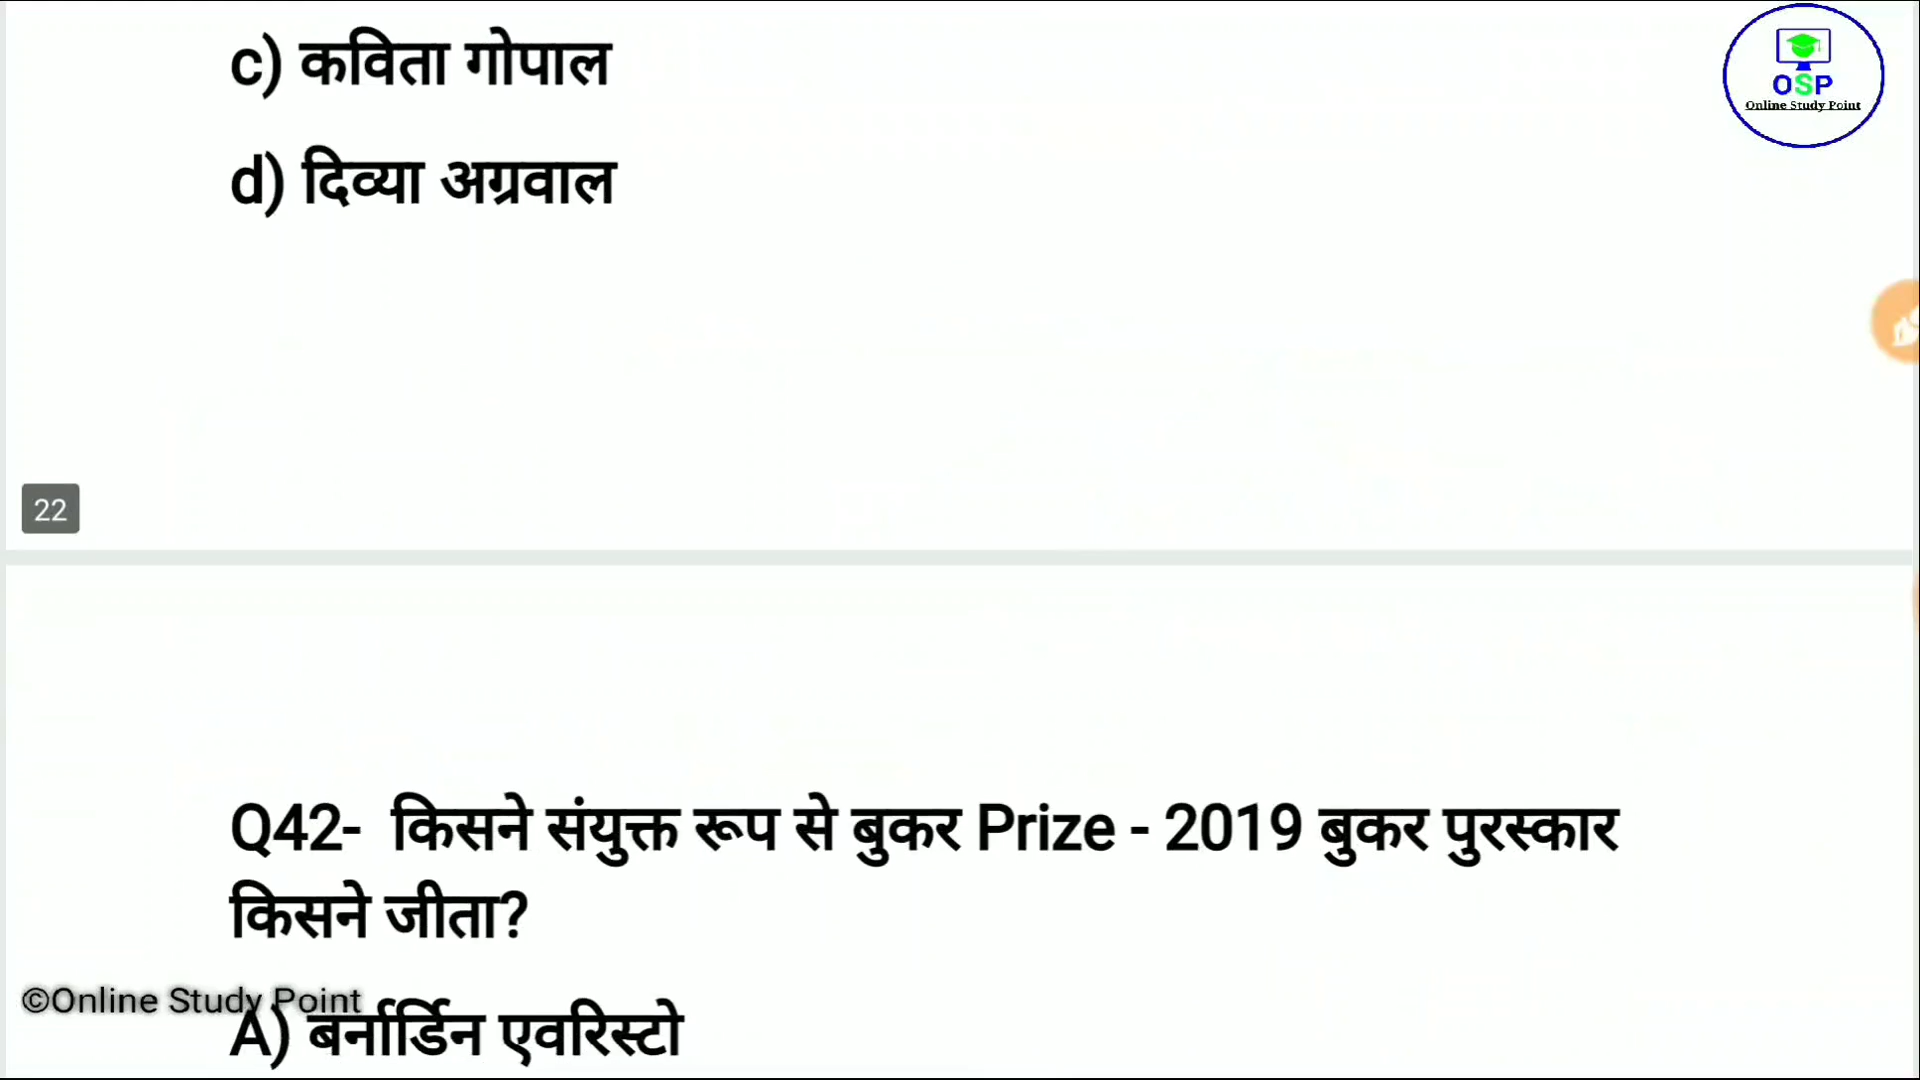 c) कविता गोपाल
OSP
Online Study Point
d) दिव्या अग्रवाल
22
Q42- किसने संयुक्त रूप से बुकर Prize - 2019 बुकर पुरस्कार
किसने जीता?
©Online Study Point
A) बर्नार्डिन एवरिस्टो